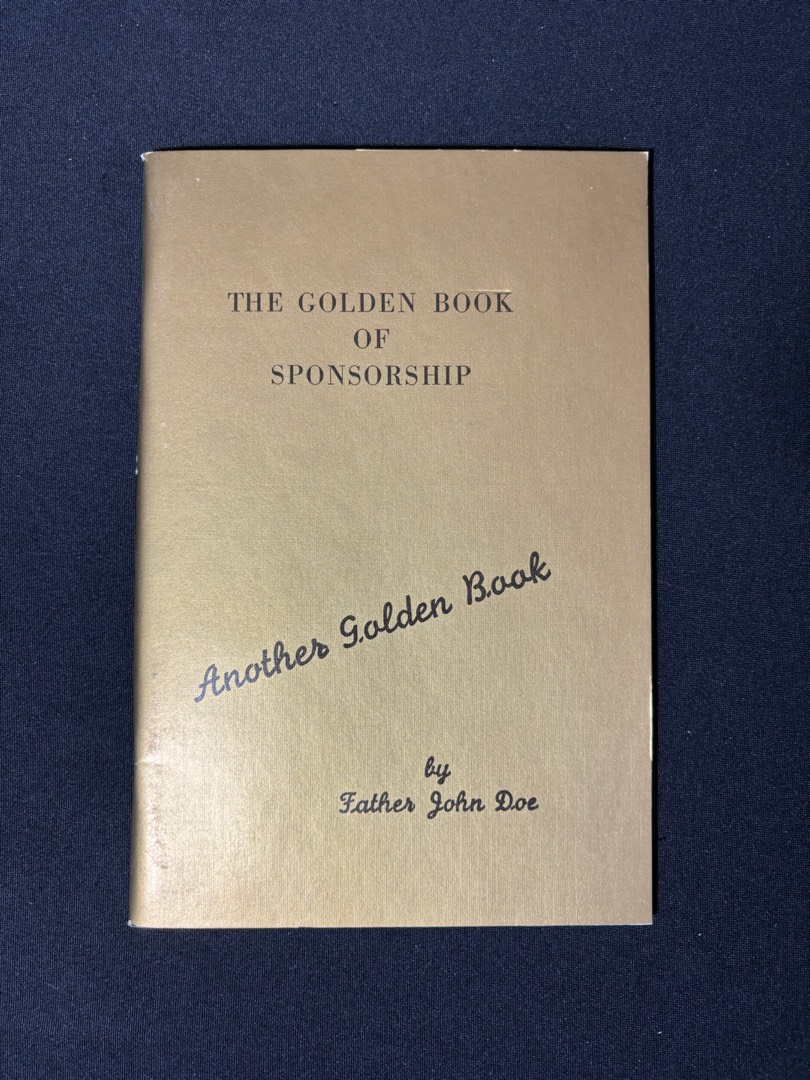 THE GOLDEN BOOK
OF
SPONSORSHIP
Another Golden Book
by
Father John Doe